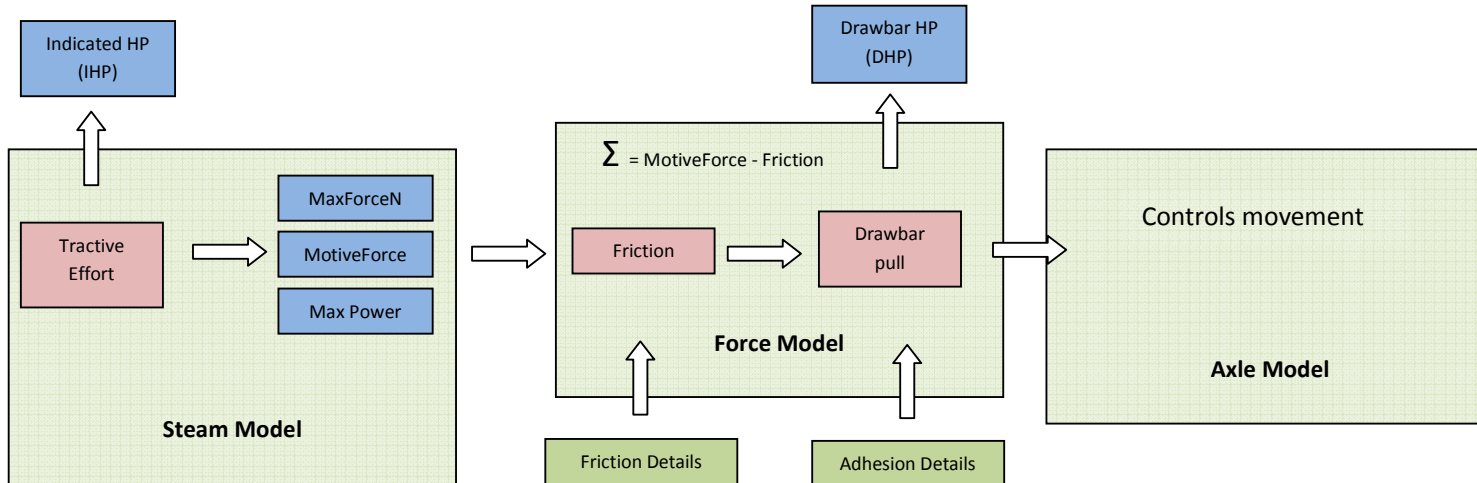 Indicated HP
(IHP)
Drawbar HP
(DHP)
Tractive
Effort
MaxForceN
MotiveForce
Max Power
Steam Model
Σ = MotiveForce - Friction
Friction
Drawbar
pull
Force Model
Friction Details
Adhesion Details
Controls movement
Axle Model